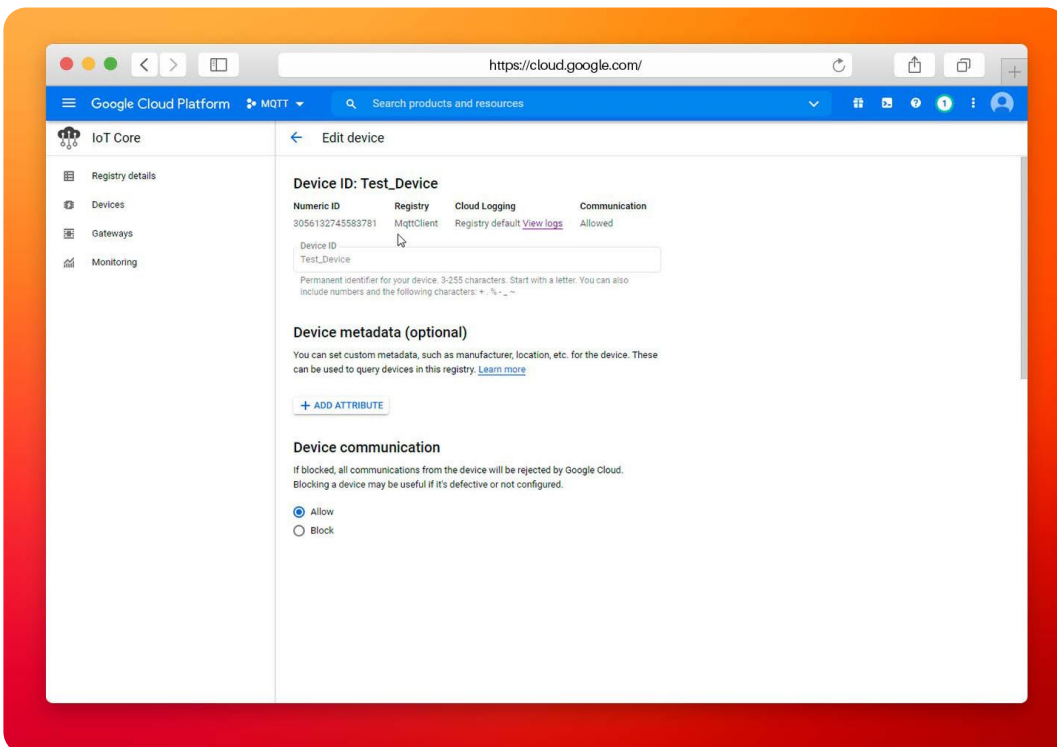 https://cloud.google.com/
Google Cloud Platform MQTT Search products and resources 1
IoT Core
Edit device
Registry details
Devices
Gateways
Monitoring
Device ID: Test_Device
Numeric ID Registry Cloud Logging Communication
3056132745583781 MqttClient Registry default View logs Allowed
Device ID
Test_Device
Permanent identifier for your device. 3-255 characters. Start with a letter. You can also
include numbers and the following characters: + . % - _ ~
Device metadata (optional)
You can set custom metadata, such as manufacturer, location, etc. for the device. These
can be used to query devices in this registry. Learn more
+ ADD ATTRIBUTE
Device communication
If blocked, all communications from the device will be rejected by Google Cloud.
Blocking a device may be useful if it's defective or not configured.
Allow
Block